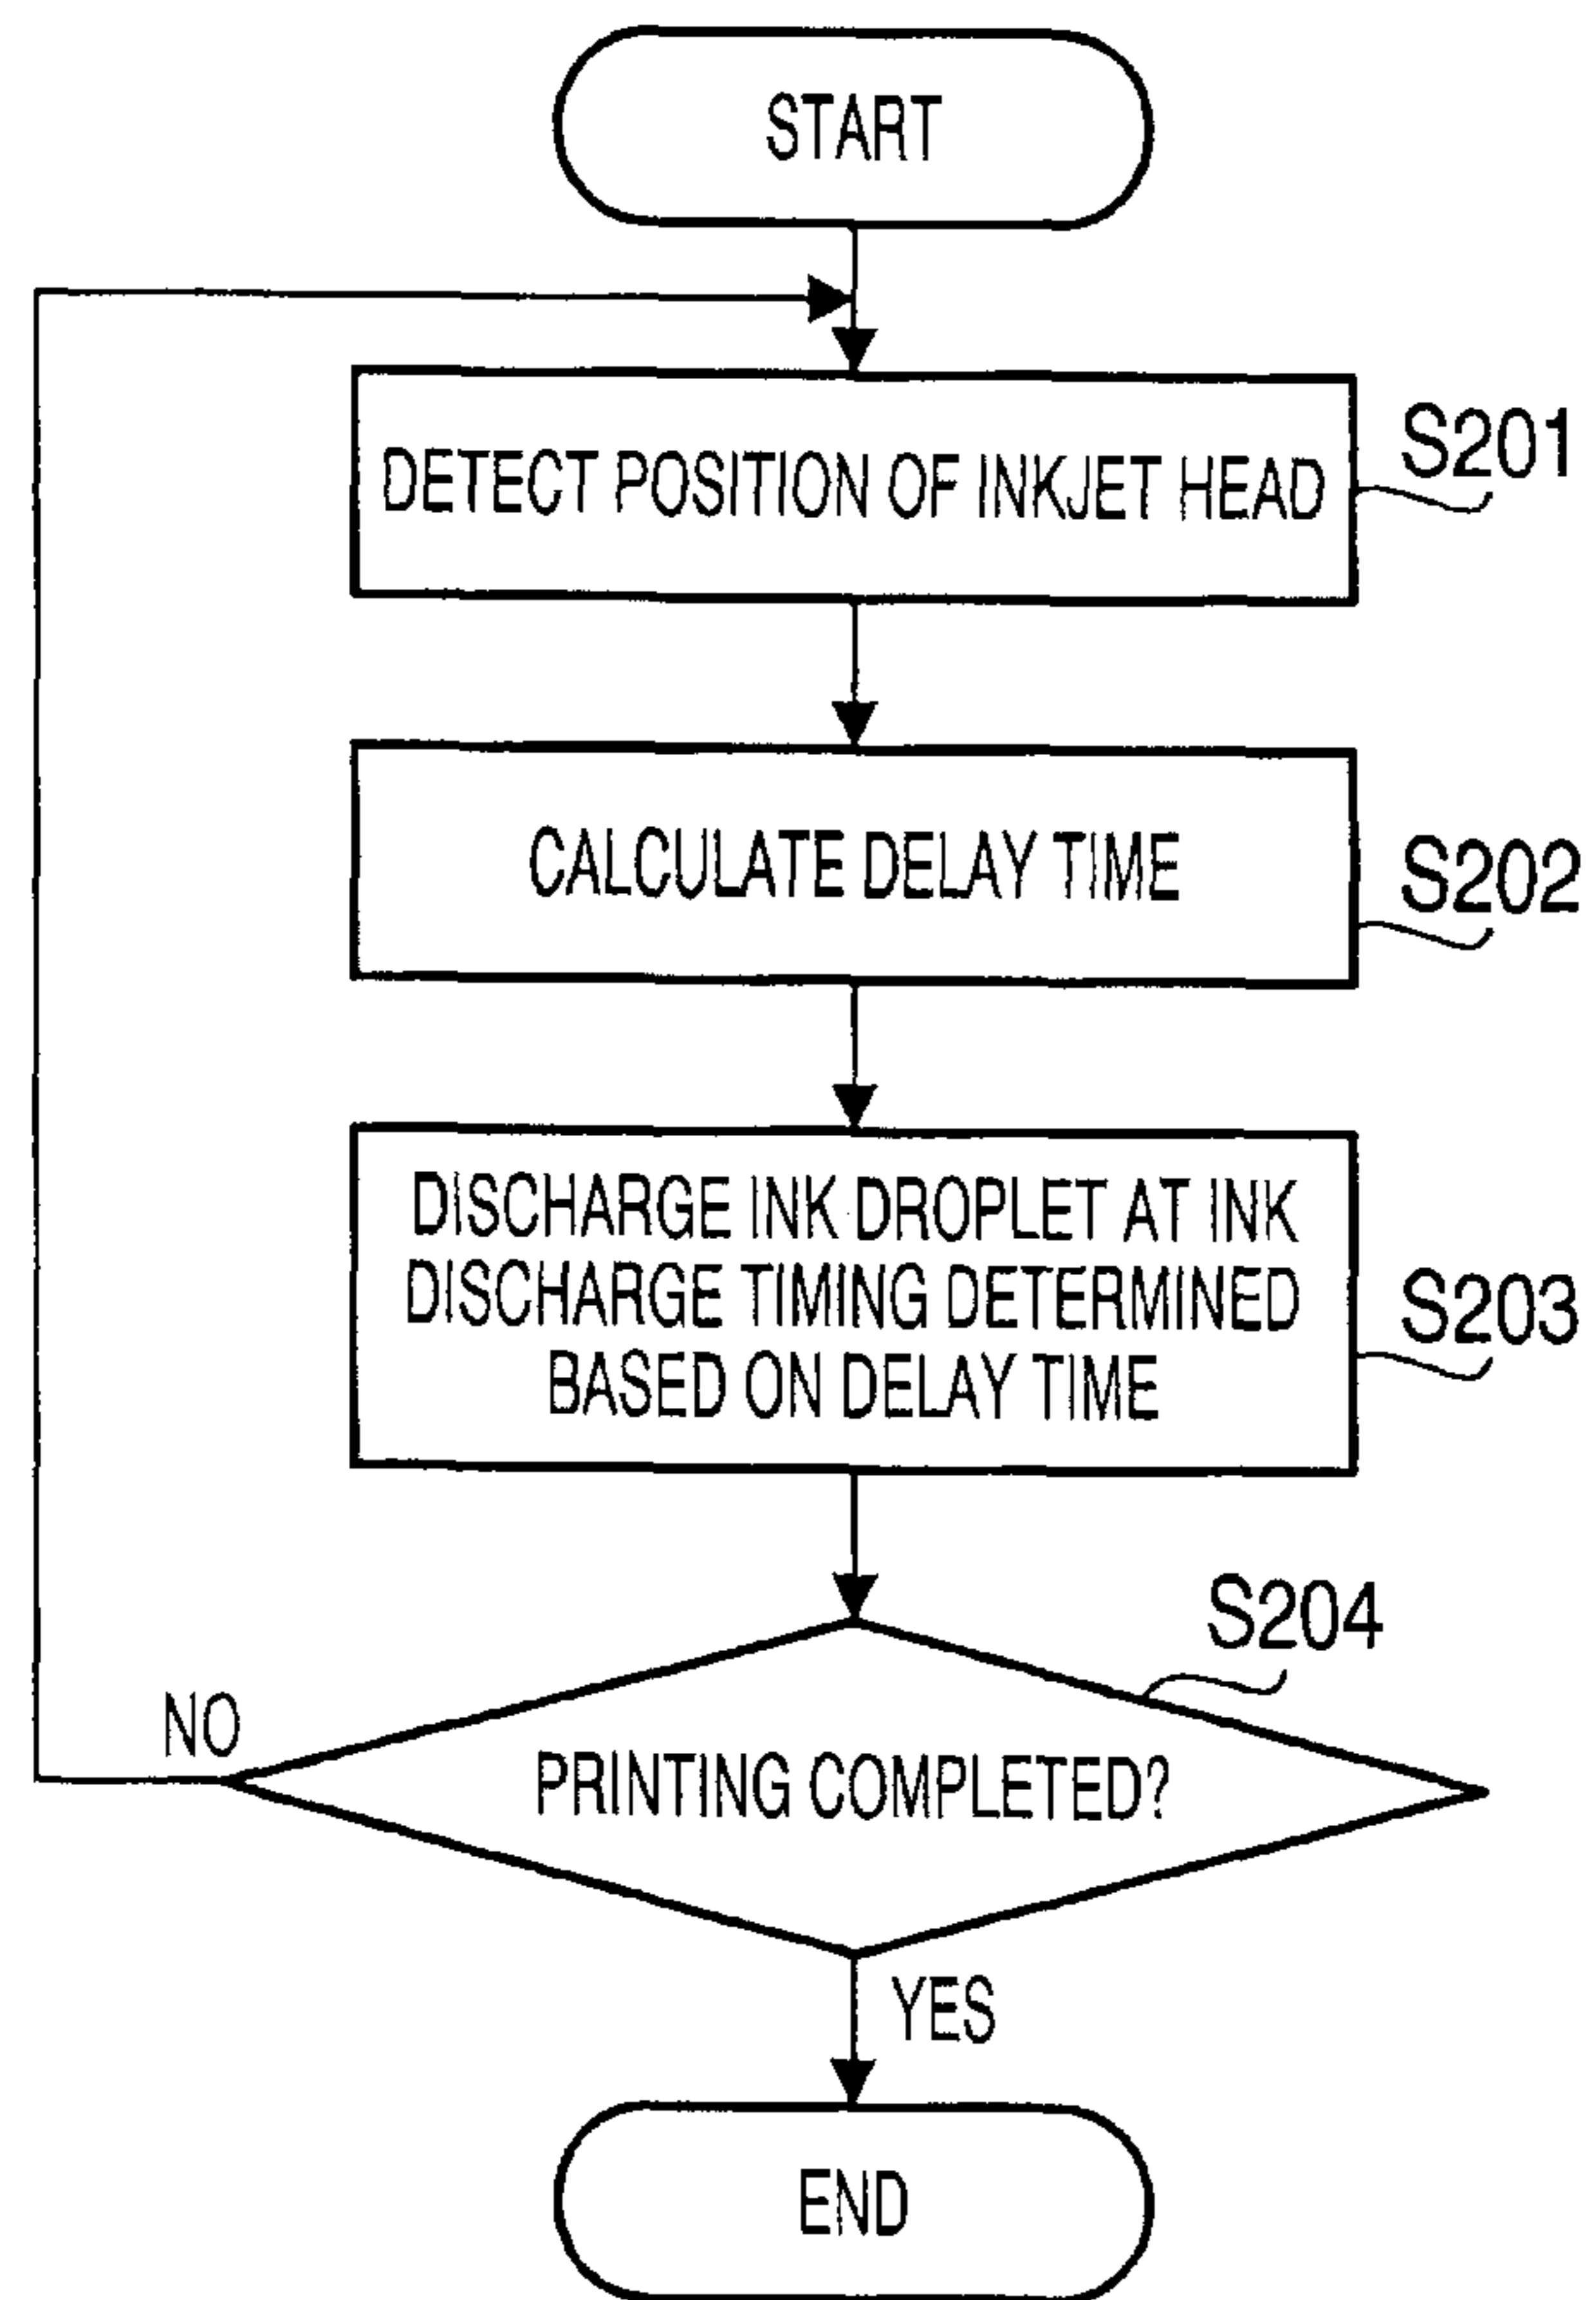 START
DETECT POSITION OF INKJET HEAD
S201
CALCULATE DELAY TIME
S202
DISCHARGE INK DROPLET AT INK
DISCHARGE TIMING DETERMINED
BASED ON DELAY TIME
S203
S204
NO
PRINTING COMPLETED?
YES
END